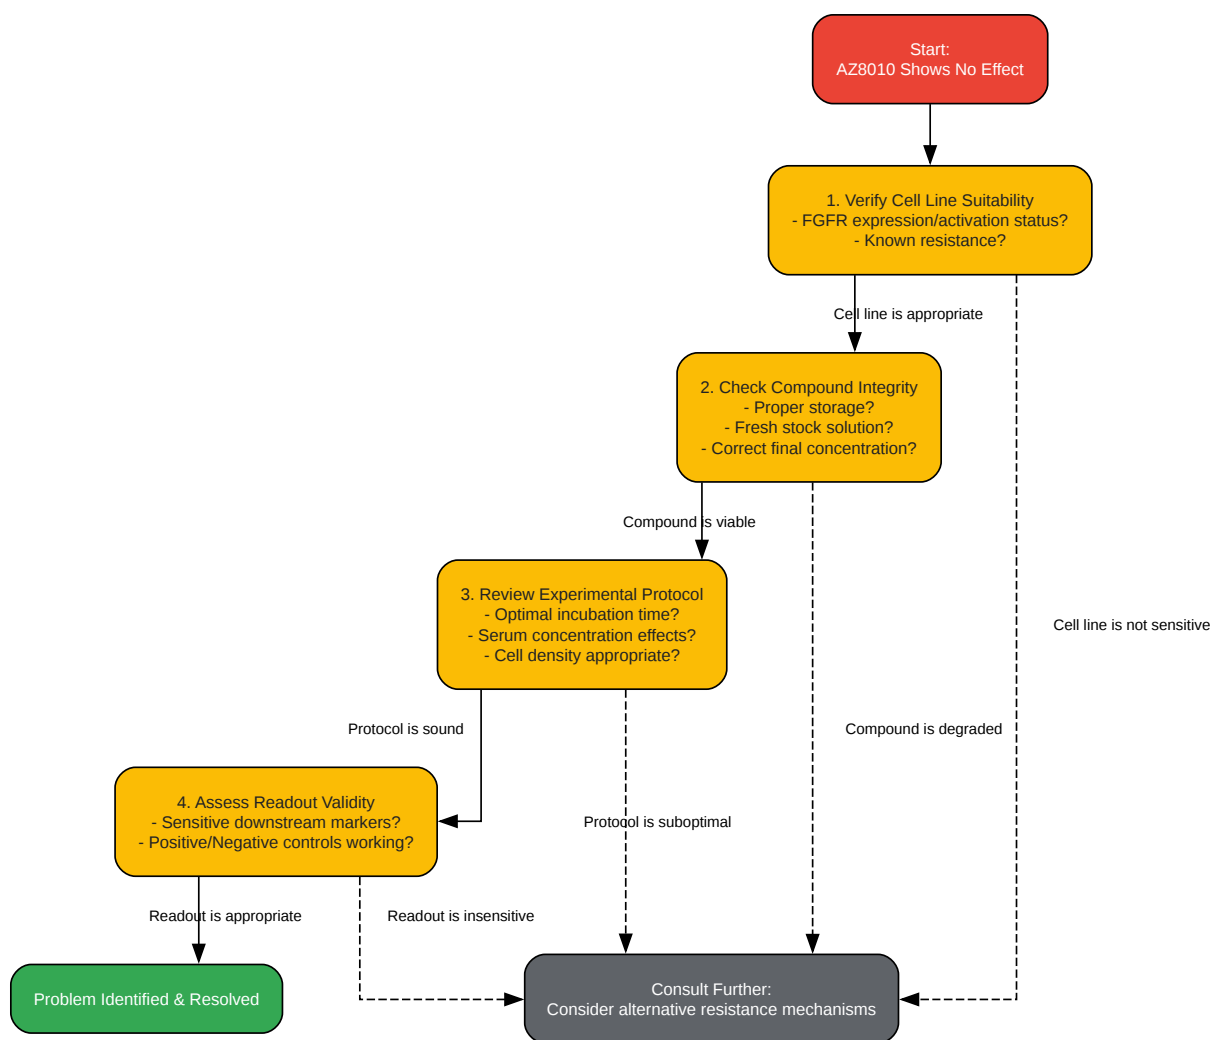 Start:
AZ8010 Shows No Effect
1. Verify Cell Line Suitability
- FGFR expression/activation status?
- Known resistance?
Cell line is appropriate
2. Check Compound Integrity
- Proper storage?
- Fresh stock solution?
- Correct final concentration?
Compound is viable
3. Review Experimental Protocol
- Optimal incubation time?
- Serum concentration effects?
- Cell density appropriate?
Cell line is not sensitive
Protocol is sound
Compound is degraded
4. Assess Readout Validity
- Sensitive downstream markers?
- Positive/Negative controls working?
Protocol is suboptimal
Readout is appropriate
Readout is insensitive
Problem Identified & Resolved
Consult Further:
Consider alternative resistance mechanisms